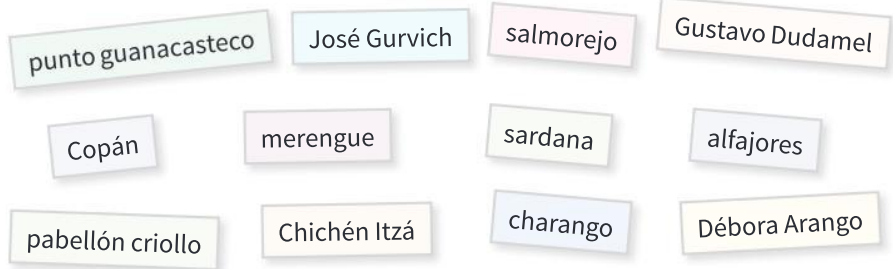 punto guanacasteco
José Gurvich
salmorejo
Gustavo Dudamel
Copán
merengue
sardana
alfajores
pabellón criollo
Chichén Itzá
charango
Débora Arango